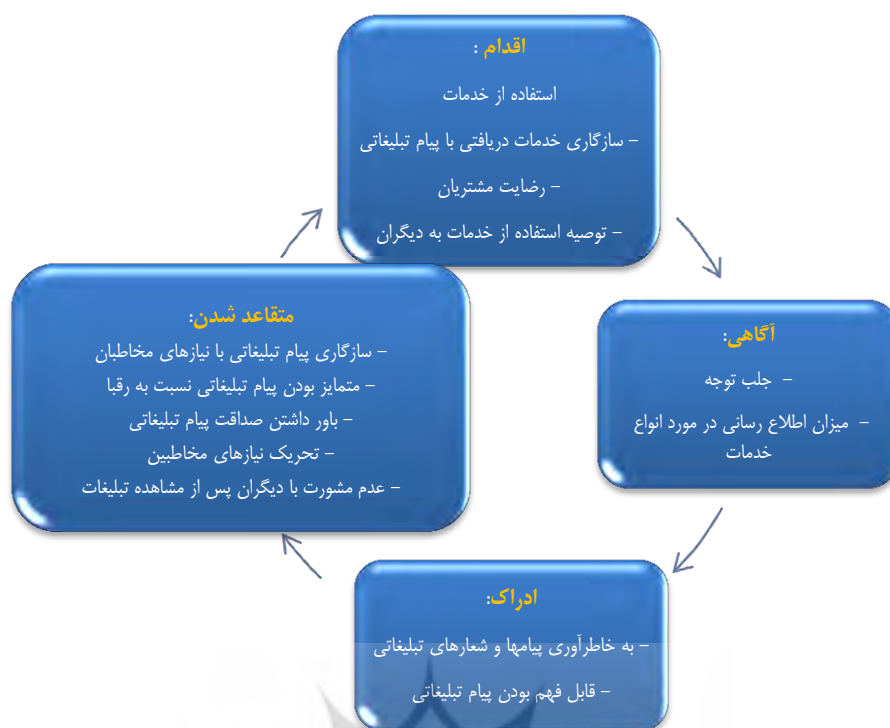 اقدام :
استفاده از خدمات
– سازگاری خدمات دریافتی با پیام تبلیغاتی
– رضایت مشتریان
– توصیه استفاده از خدمات به دیگران
آگاهی:
– جلب توجه
– میزان اطلاع رسانی در مورد انواع
خدمات
ادراک:
– به خاطرآوری پیامها و شعارهای تبلیغاتی
– قابل فهم بودن پیام تبلیغاتی
متقاعد شدن:
– سازگاری پیام تبلیغاتی با نیازهای مخاطبان
– متمایز بودن پیام تبلیغاتی نسبت به رقبا
– باور داشتن صداقت پیام تبلیغاتی
– تحریک نیازهای مخاطبین
– عدم مشورت با دیگران پس از مشاهده تبلیغات